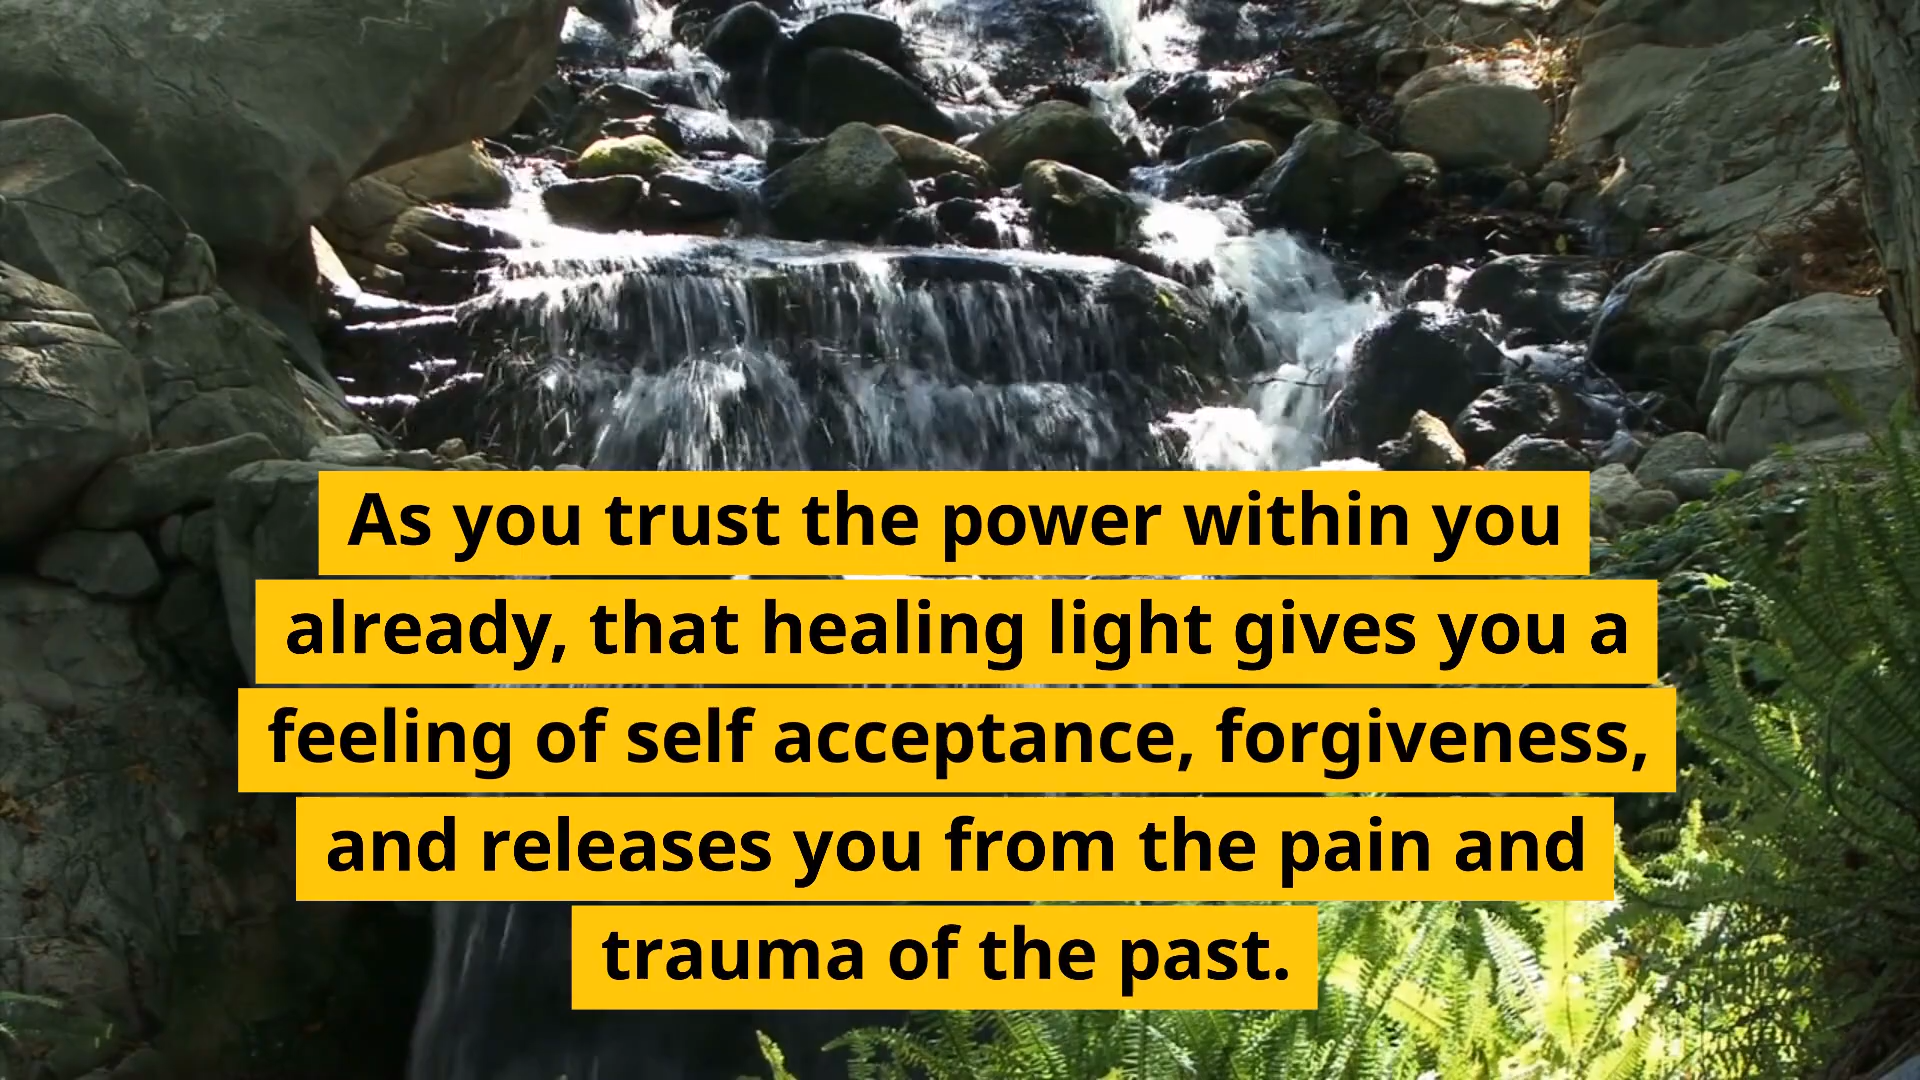 As you trust the power within you
already, that healing light gives you a
feeling of self acceptance, forgiveness,
and releases you from the pain and
trauma of the past.